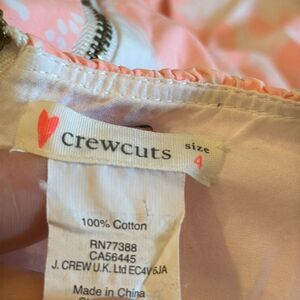 crewcuts size 4
100% Cotton
RN77388
CA56445
J. CREW U.K. Ltd EC4V6JA
Made in China